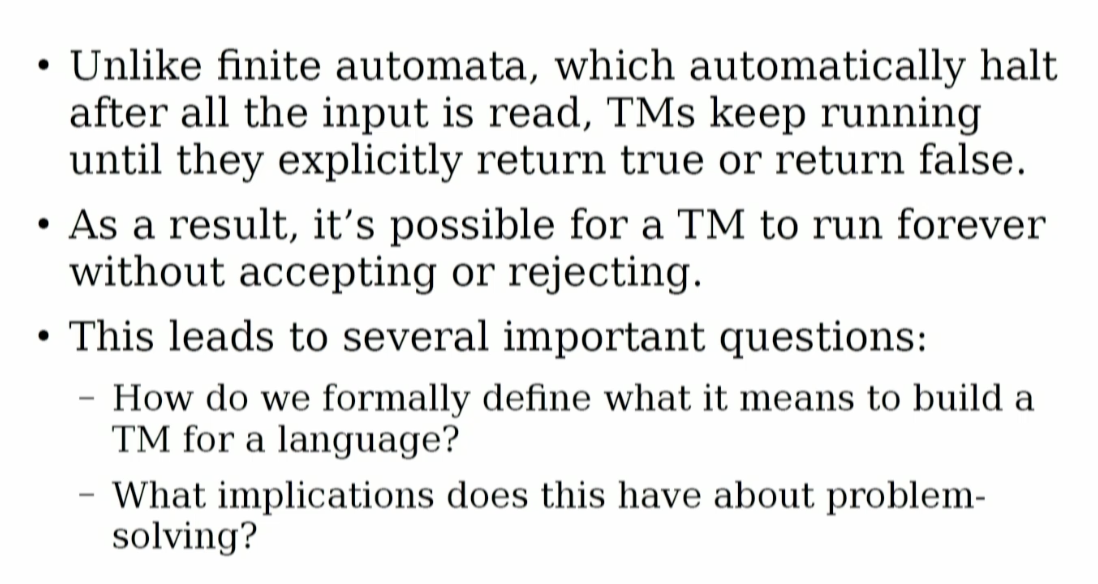 • Unlike finite automata, which automatically halt
after all the input is read, TMs keep running
until they explicitly return true or return false.
• As a result, it’s possible for a TM to run forever
without accepting or rejecting.
• This leads to several important questions:
– How do we formally define what it means to build a
TM for a language?
– What implications does this have about problem-
solving?